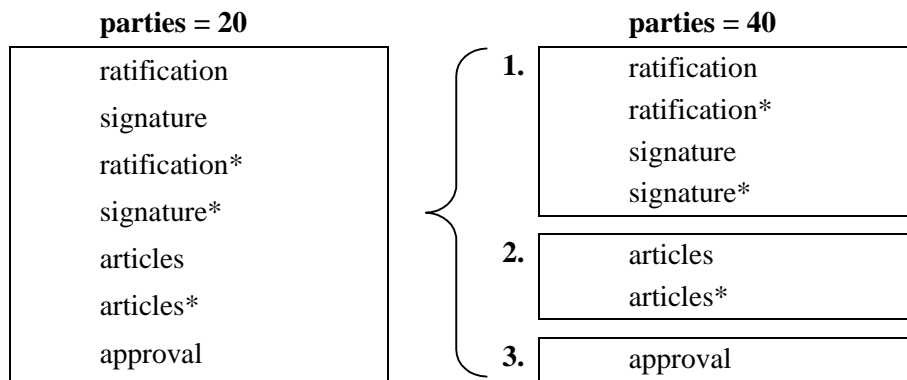 parties = 20
ratification
signature
ratification*
signature*
articles
articles*
approval
parties = 40
1.
ratification
ratification*
signature
signature*
2.
articles
articles*
3.
approval